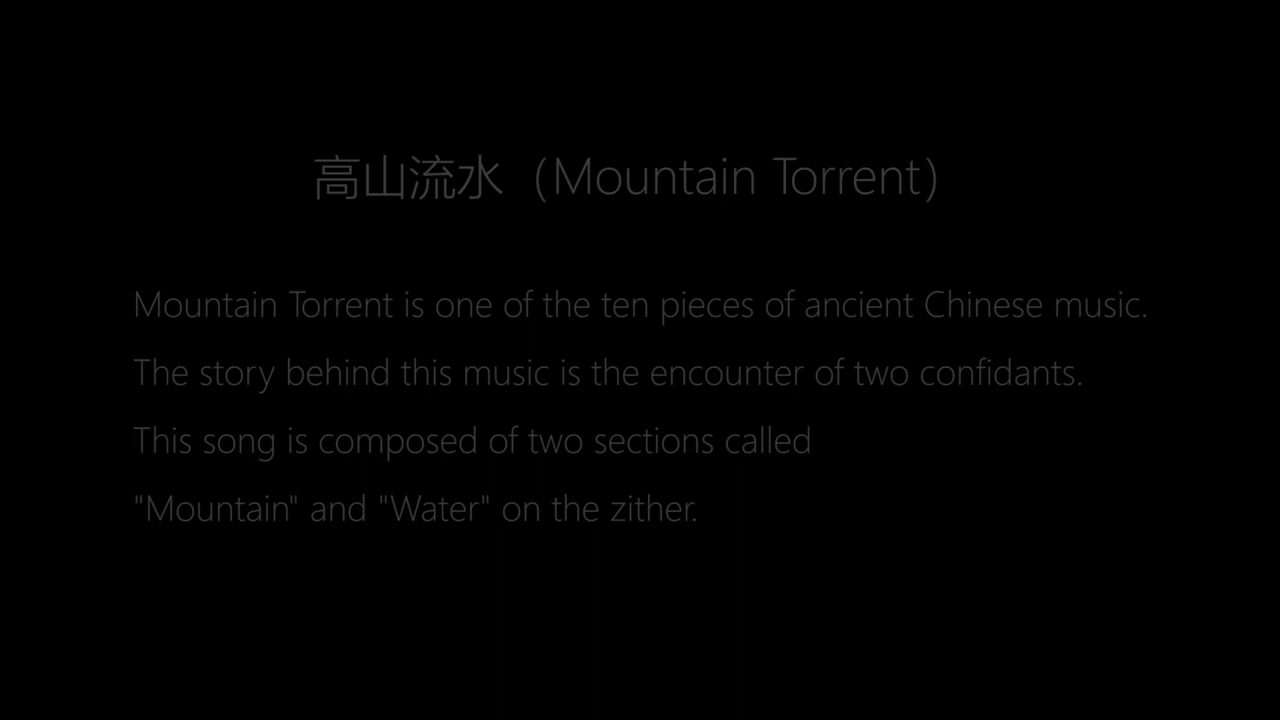 高山流水（Mountain Torrent）
Mountain Torrent is one of the ten pieces of ancient Chinese music.
The story behind this music is the encounter of two confidants.
This song is composed of two sections called
"Mountain" and "Water" on the zither.